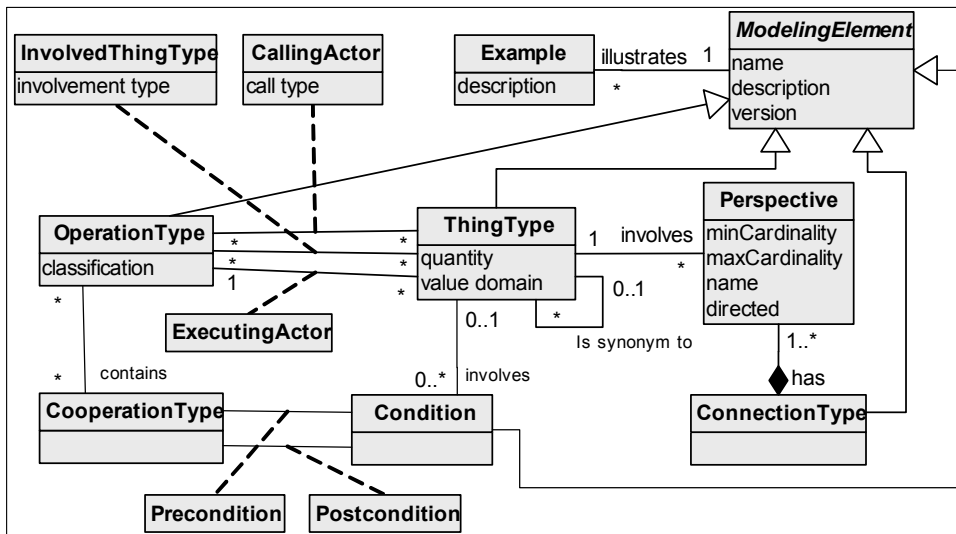 InvolvedThingType
involvement type
CallingActor
call type
Example
description
illustrates
1
*
ModelingElement
name
description
version
OperationType
classification
*
*
*
*
1
*
ThingType
quantity
value domain
1
involves
*
Perspective
minCardinality
maxCardinality
name
directed
0..1
*
Is synonym to
ExecutingActor
*
*
contains
0..1
0..*
involves
1..*
has
CooperationType
Condition
ConnectionType
Precondition
Postcondition